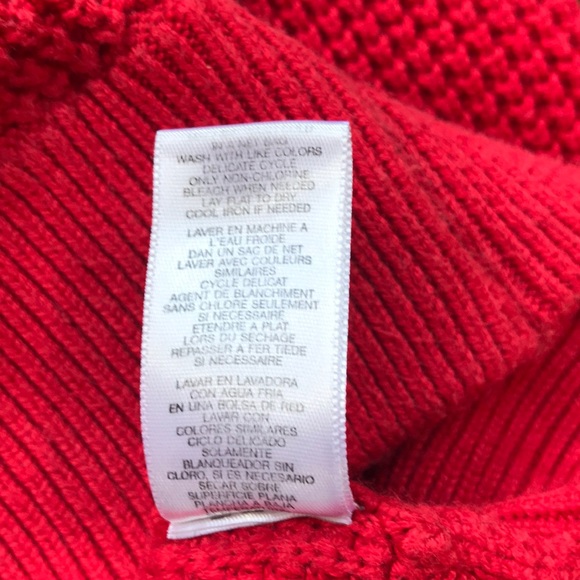 IN A NET BAG
WASH WITH LIKE COLORS
DELICATE CYCLE
ONLY NON-CHLORINE
BLEACH WHEN NEEDED
LAY FLAT TO DRY
COOL IRON IF NEEDED
LAVER EN MACHINE A
L'EAU FROIDE
DAN UN SAC DE NET
LAVER AVEC COULEURS
SIMILAIRES
CYCLE DELICAT
AGENT DE BLANCHIMENT
SANS CHLORE SEULEMENT
SI NECESSAIRE
ETENDRE A PLAT
LORS DU SECHAGE
REPASSER A FER TIEDE
SI NECESSAIRE
LAVAR EN LAVADORA
CON AGUA FRIA
EN UNA BOLSA DE RED
LAVAR CON
COLORES SIMILARES
CICLO DELICADO
SOLAMENTE
BLANQUEADOR SIN
CLORO, SI ES NECESARIO
SECAR SOBRE
SUPERFICIE PLANA
PLANCHA A BAJA